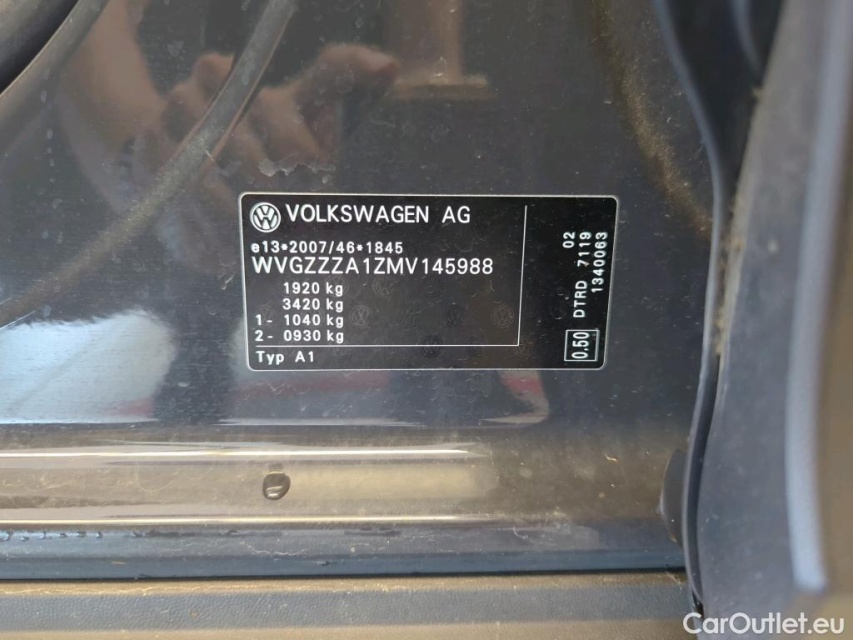 VOLKSWAGEN AG
e13*2007/46*1845
WVGZZZA1ZMV145988
1920 kg
3420 kg
1- 1040 kg
2- 0930 kg
Typ A1
02
DTRD 7119
1340063
0.50
CarOutlet.eu